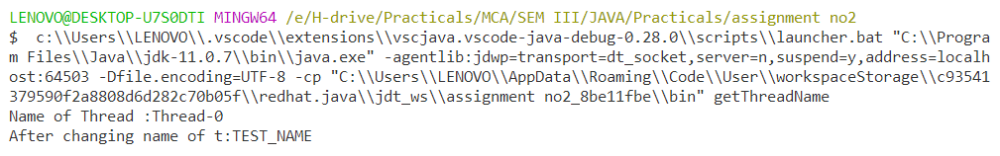 LENOVO@DESKTOP-U7S0DTI MINGW64 /e/H-drive/Practicals/MCA/SEM III/JAVA/Practicals/assignment no2
$  c:\\Users\\LENOVO\\.vscode\\extensions\\vscjava.vscode-java-debug-0.28.0\\scripts\\launcher.bat "C:\\Progra
m Files\\Java\\jdk-11.0.7\\bin\\java.exe" -agentlib:jdwp=transport=dt_socket,server=n,suspend=y,address=localh
ost:64503 -Dfile.encoding=UTF-8 -cp "C:\\Users\\LENOVO\\AppData\\Roaming\\Code\\User\\workspaceStorage\\c93541
379590f2a8808d6d282c70b05f\\redhat.java\\jdt_ws\\assignment no2_8be11fbe\\bin" getThreadName
Name of Thread :Thread-0
After changing name of t:TEST_NAME